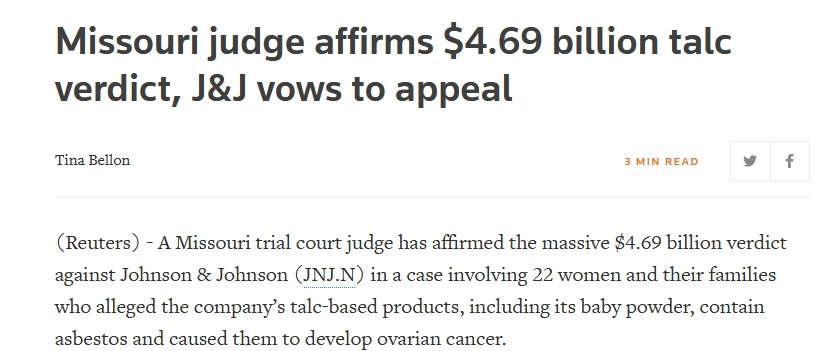 Missouri judge affirms $4.69 billion talc
verdict, J&J vows to appeal
Tina Bellon
3 MIN READ
(Reuters) - A Missouri trial court judge has affirmed the massive $4.69 billion verdict
against Johnson & Johnson (JNJ.N) in a case involving 22 women and their families
who alleged the company’s talc-based products, including its baby powder, contain
asbestos and caused them to develop ovarian cancer.